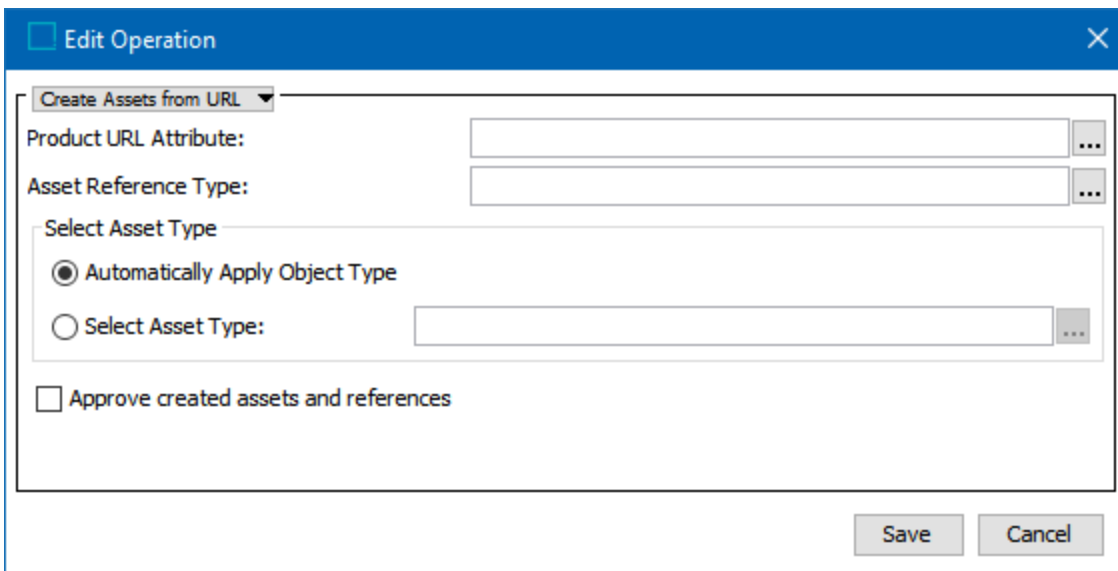 Edit Operation
Create Assets from URL
Product URL Attribute:
...
Asset Reference Type:
...
Select Asset Type
Automatically Apply Object Type
Select Asset Type:
...
Approve created assets and references
Save Cancel